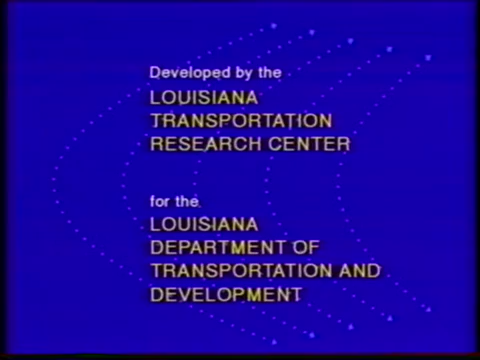 Developed by the
LOUISIANA
TRANSPORTATION
RESEARCH CENTER
for the
LOUISIANA
DEPARTMENT OF
TRANSPORTATION AND
DEVELOPMENT